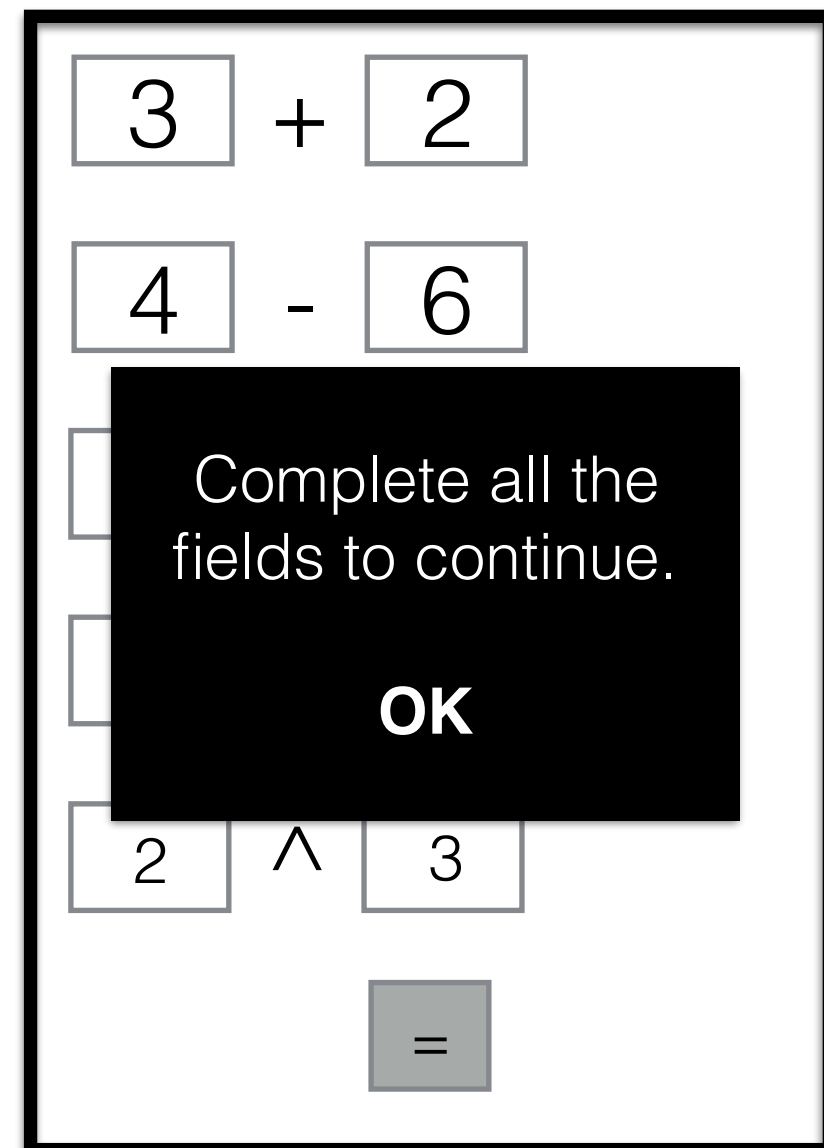 3 + 2
4 - 6
Complete all the
fields to continue.
OK
2 ^ 3
=